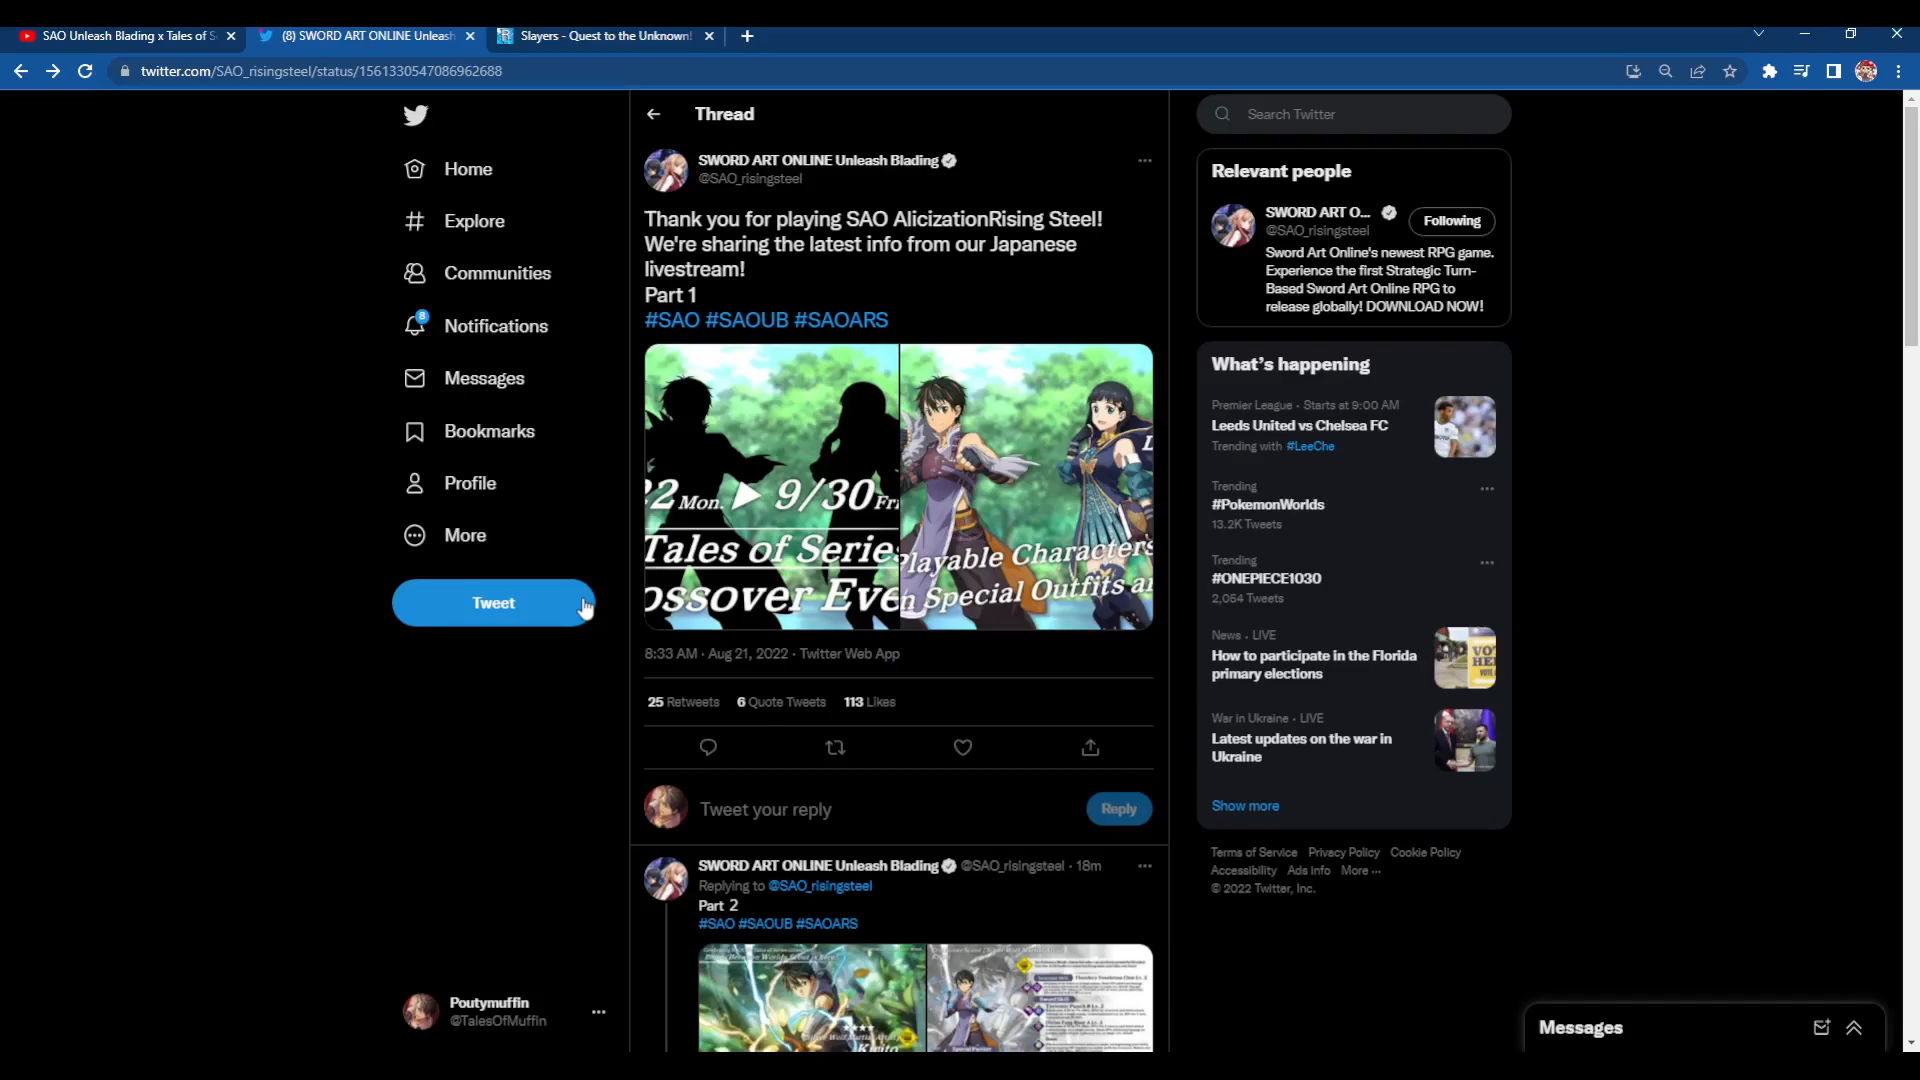 SAO Unleash Blading x Tales of S
(8) SWORD ART ONLINE Unleash
Slayers - Quest to the Unknown!
twitter.com/SAO_risingsteel/status/1561330547086962688
Home
Explore
Communities
8
Notifications
Messages
Bookmarks
Profile
More
Tweet
Poutymuffin
@TalesOfMuffin
Thread
SWORD ART ONLINE Unleash Blading
@SAO_risingsteel
Thank you for playing SAO AlicizationRising Steel!
We're sharing the latest info from our Japanese
livestream!
Part 1
#SAO #SAOUB #SAOARS
22 Mon. ▶ 9/30 Fri
Tales of Series
ossover Eve
Playable Characters
n Special Outfits a
8:33 AM · Aug 21, 2022 · Twitter Web App
25 Retweets 6 Quote Tweets 113 Likes
Tweet your reply
Reply
SWORD ART ONLINE Unleash Blading @SAO_risingsteel · 18m
Replying to @SAO_risingsteel
Part 2
#SAO #SAOUB #SAOARS
Kirito
Search Twitter
Relevant people
SWORD ART O...
@SAO_risingsteel
Following
Sword Art Online's newest RPG game.
Experience the first Strategic Turn-
Based Sword Art Online RPG to
release globally! DOWNLOAD NOW!
What's happening
Premier League · Starts at 9:00 AM
Leeds United vs Chelsea FC
Trending with #LeeChe
Trending
#PokemonWorlds
13.2K Tweets
Trending
#ONEPIECE1030
2,054 Tweets
News · LIVE
How to participate in the Florida
primary elections
War in Ukraine · LIVE
Latest updates on the war in
Ukraine
Show more
Terms of Service Privacy Policy Cookie Policy
Accessibility Ads info More ...
© 2022 Twitter, Inc.
Messages